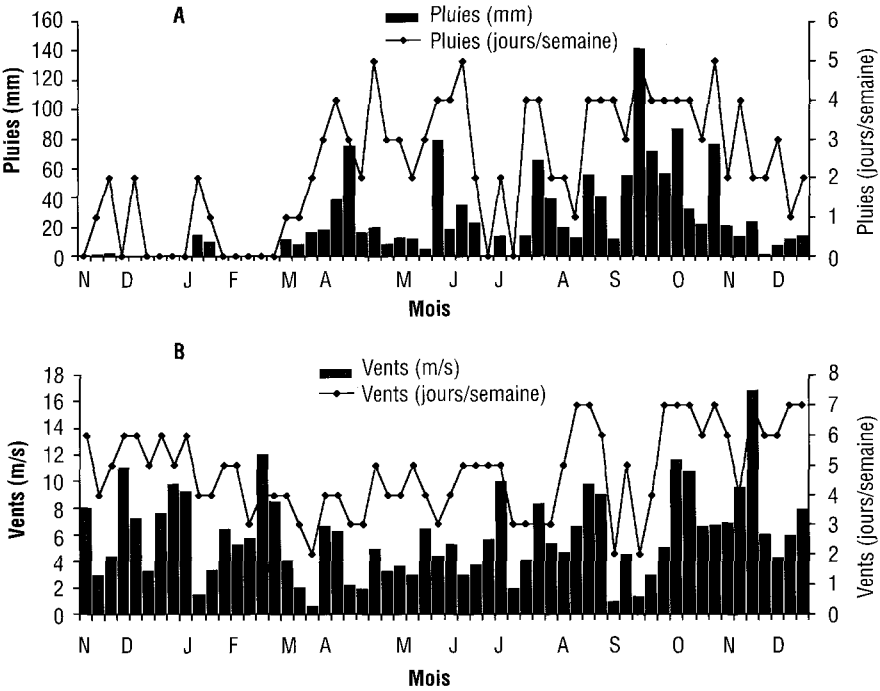 A
Pluies (mm)
Pluies (jours/semaine)
160
140
120
100
80
60
40
20
0
Pluies (mm)
6
5
4
3
2
1
0
Pluies (jours/semaine)
N D J F M A M J J A S O N D
Mois
B
Vents (m/s)
Vents (jours/semaine)
18
16
14
12
10
8
6
4
2
0
Vents (m/s)
8
7
6
5
4
3
2
1
0
Vents (jours/semaine)
N D J F M A M J J A S O N D
Mois